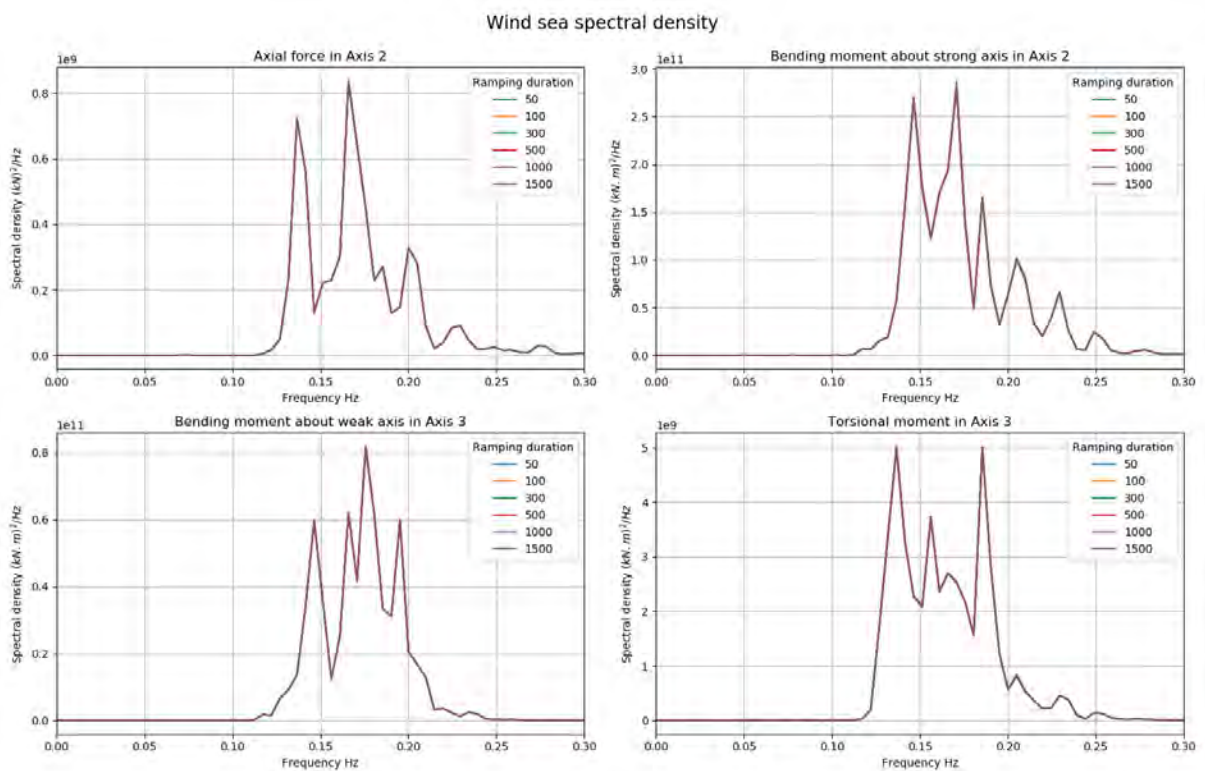 Wind sea spectral density
Axial force in Axis 2
1e9
Spectral density (kN)²/Hz
0.8
0.6
0.4
0.2
0.0
0.00 0.05 0.10 0.15 0.20 0.25 0.30
Frequency Hz
Ramping duration
50
100
300
500
1000
1500
Bending moment about strong axis in Axis 2
1e11
Spectral density (kN.m)²/Hz
3.0
2.5
2.0
1.5
1.0
0.5
0.0
0.00 0.05 0.10 0.15 0.20 0.25 0.30
Frequency Hz
Ramping duration
50
100
300
500
1000
1500
Bending moment about weak axis in Axis 3
1e11
Spectral density (kN.m)²/Hz
0.8
0.6
0.4
0.2
0.0
0.00 0.05 0.10 0.15 0.20 0.25 0.30
Frequency Hz
Ramping duration
50
100
300
500
1000
1500
Torsional moment in Axis 3
1e9
Spectral density (kN.m)²/Hz
5
4
3
2
1
0
0.00 0.05 0.10 0.15 0.20 0.25 0.30
Frequency Hz
Ramping duration
50
100
300
500
1000
1500